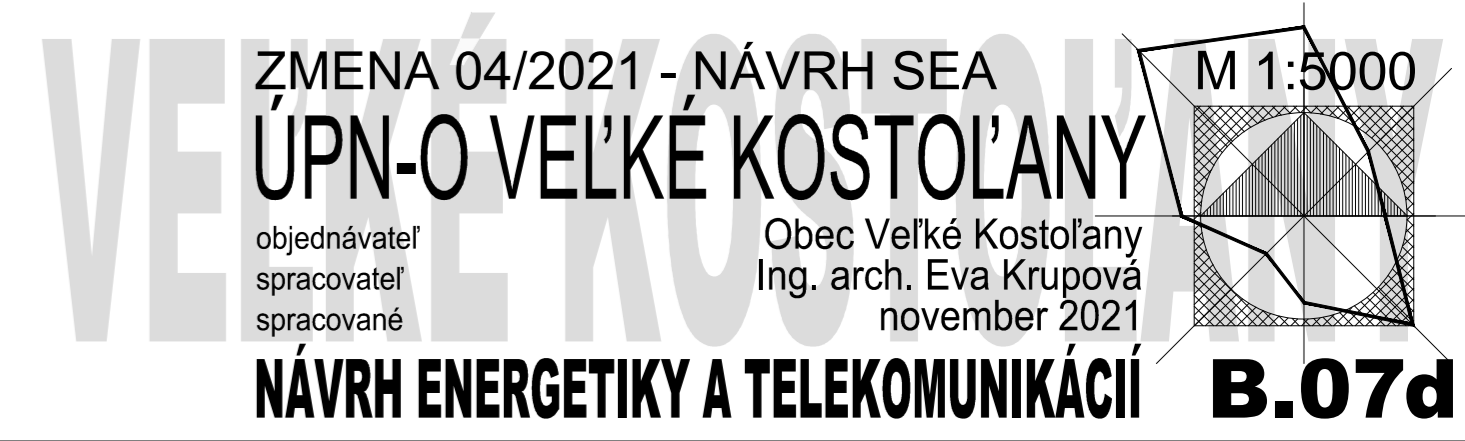 VEĽKÉ KOSTOĽANY
ZMENA 04/2021 - NÁVRH SEA M 1:5000
ÚPN-O VEĽKÉ KOSTOĽANY
objednávateľ Obec Veľké Kostoľany
spracovateľ Ing. arch. Eva Krupová
spracované november 2021
NÁVRH ENERGETIKY A TELEKOMUNIKÁCIÍ B.07d